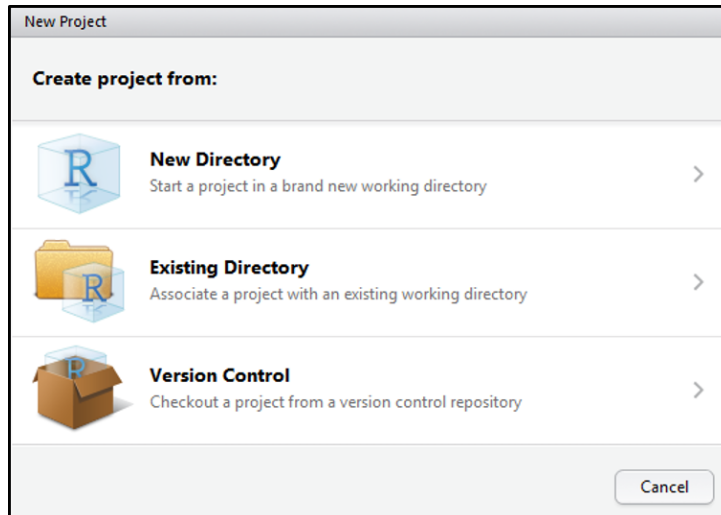 New Project
Create project from:
R
New Directory
Start a project in a brand new working directory
R
Existing Directory
Associate a project with an existing working directory
R
Version Control
Checkout a project from a version control repository
Cancel